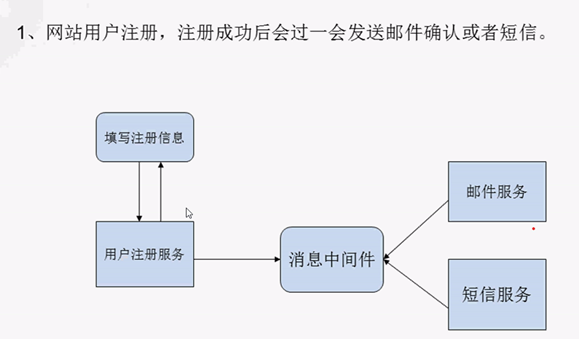 1、网站用户注册，注册成功后会过一会发送邮件确认或者短信。
填写注册信息
用户注册服务
消息中间件
邮件服务
短信服务